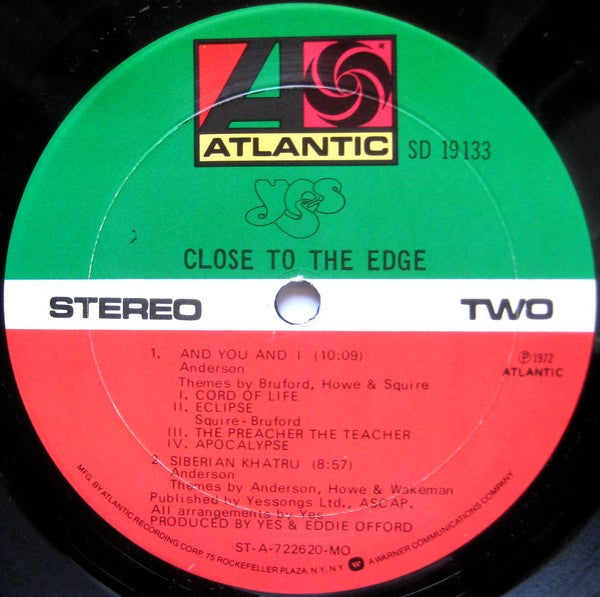 ATLANTIC
SD 19133
YES
CLOSE TO THE EDGE
STEREO TWO
1. AND YOU AND I (10:09)
Anderson
Themes by Bruford, Howe & Squire
I. CORD OF LIFE
II. ECLIPSE
Squire - Bruford
III. THE PREACHER THE TEACHER
IV. APOCALYPSE
2. SIBERIAN KHATRU (8:57)
Anderson
Themes by Anderson, Howe & Wakeman
Published by Yessongs Ltd., ASCAP.
All arrangements by Yes
PRODUCED BY YES & EDDIE OFFORD
℗ 1972
ATLANTIC
ST-A-722620-MO
MFG. BY ATLANTIC RECORDING CORP. 75 ROCKEFELLER PLAZA, N.Y. N.Y. W A WARNER COMMUNICATIONS COMPANY